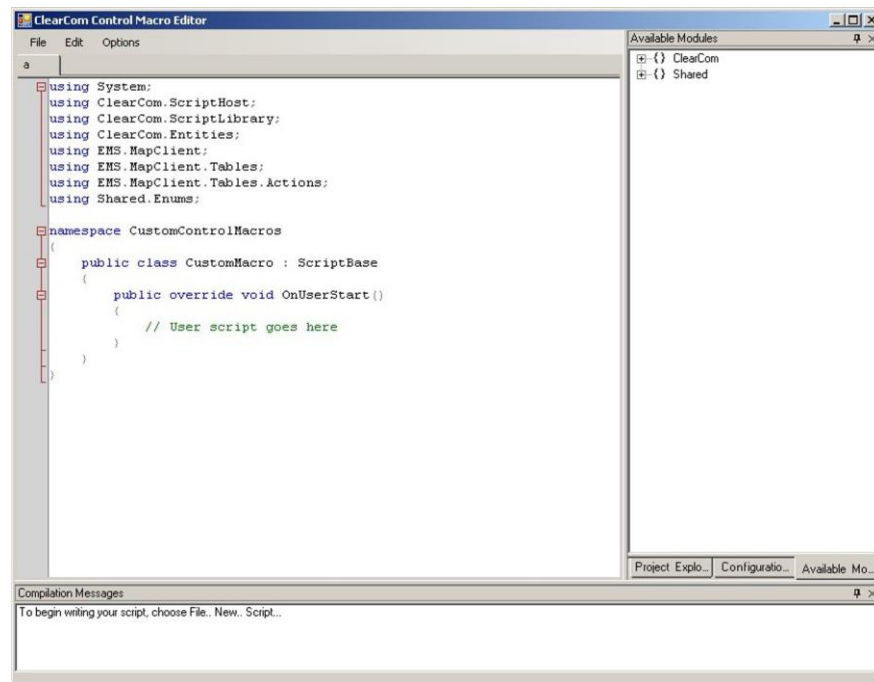 ClearCom Control Macro Editor
File Edit Options
a
using System;
using ClearCom.ScriptHost;
using ClearCom.ScriptLibrary;
using ClearCom.Entities;
using EMS.MapClient;
using EMS.MapClient.Tables;
using EMS.MapClient.Tables.Actions;
using Shared.Enums;
namespace CustomControlMacros
{
public class CustomMacro : ScriptBase
{
public override void OnUserStart()
{
// User script goes here
}
}
}
Available Modules
{} ClearCom
{} Shared
Project Explo... Configuratio... Available Mo...
Compilation Messages
To begin writing your script, choose File.. New.. Script...